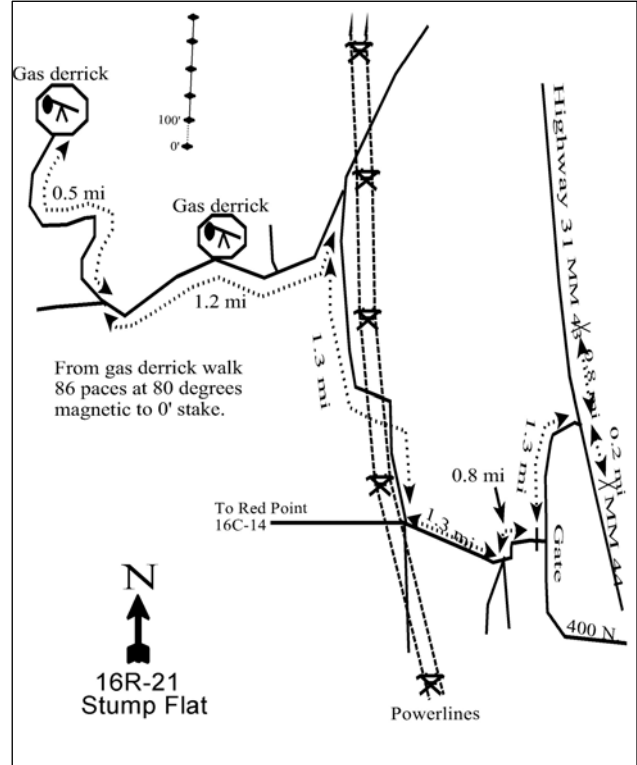 Gas derrick
100'
0'
0.5 mi
Gas derrick
1.2 mi
From gas derrick walk
86 paces at 80 degrees
magnetic to 0' stake.
1.3 mi
Highway 31 MM 43
0.8 mi
0.2 mi
MM 44
1.3 mi
0.8 mi
To Red Point
16C-14
1.3 mi
Gate
400 N.
N
16R-21
Stump Flat
Powerlines